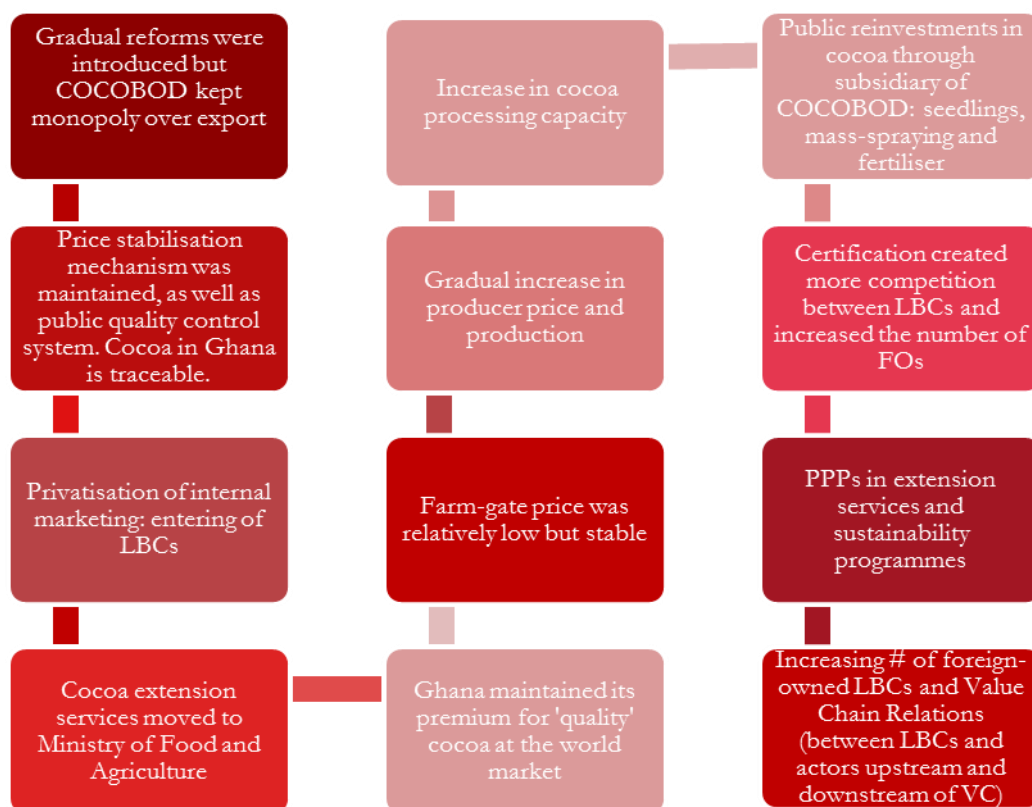 Gradual reforms were
introduced but
COCOBOD kept
monopoly over export
Price stabilisation
mechanism was
maintained, as well as
public quality control
system. Cocoa in Ghana
is traceable.
Privatisation of internal
marketing: entering of
LBCs
Cocoa extension
services moved to
Ministry of Food and
Agriculture
Ghana maintained its
premium for 'quality'
cocoa at the world
market
Farm-gate price was
relatively low but stable
Gradual increase in
producer price and
production
Increase in cocoa
processing capacity
Public reinvestments in
cocoa through
subsidiary of
COCOBOD: seedlings,
mass-spraying and
fertiliser
Certification created
more competition
between LBCs and
increased the number of
FOs
PPPs in extension
services and
sustainability
programmes
Increasing # of foreign-
owned LBCs and Value
Chain Relations
(between LBCs and
actors upstream and
downstream of VC)